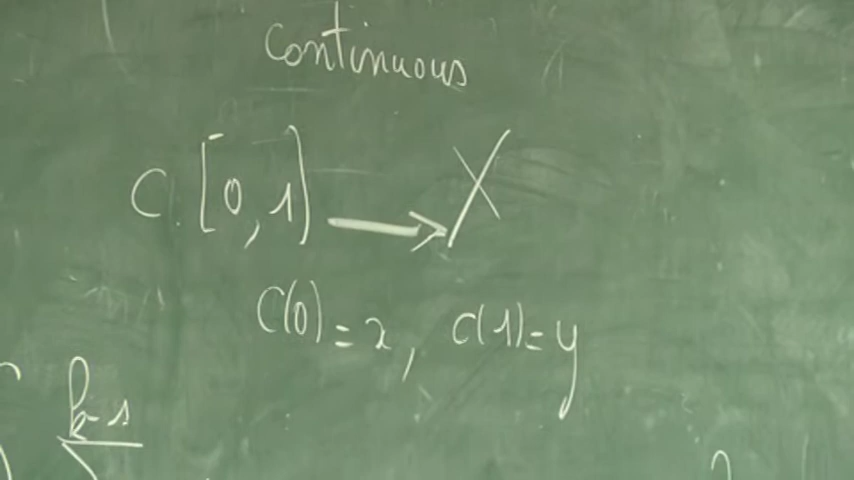 continuous
C: [0,1] → X
C(0)=x, C(1)=y